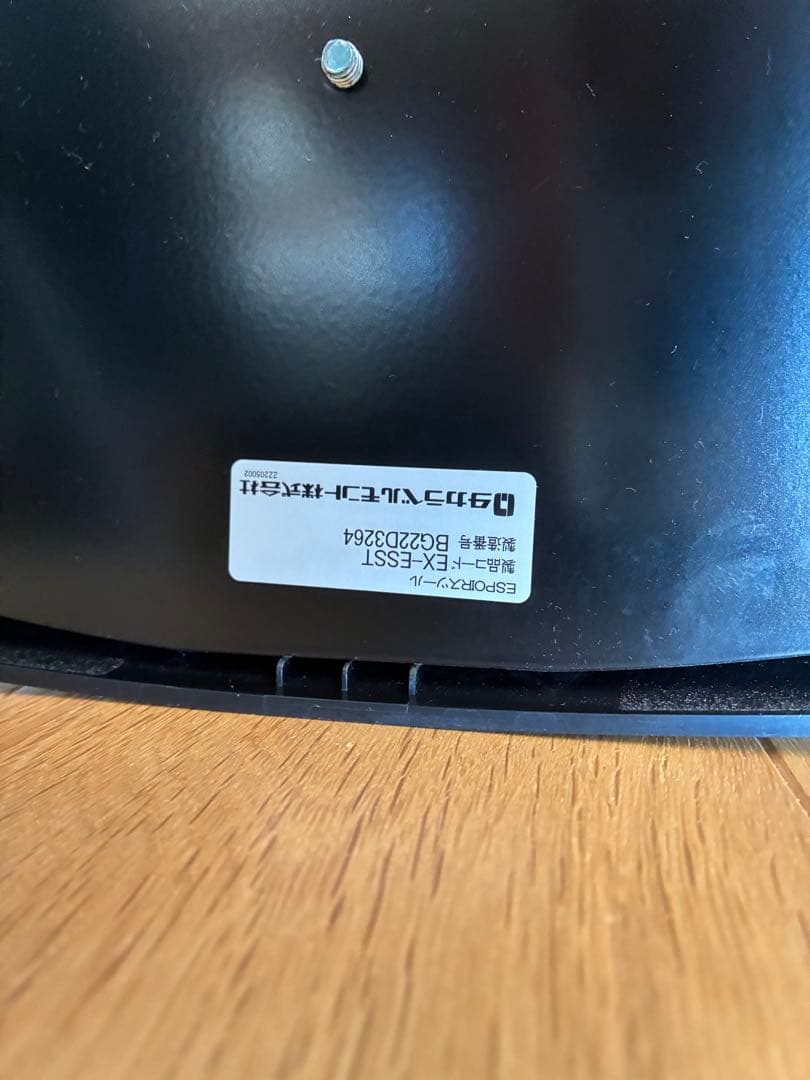 ESPOIRスツール
製品コード EX-ESST
製造番号 BG22D3264
タカラベルモント株式会社
ZZ205002